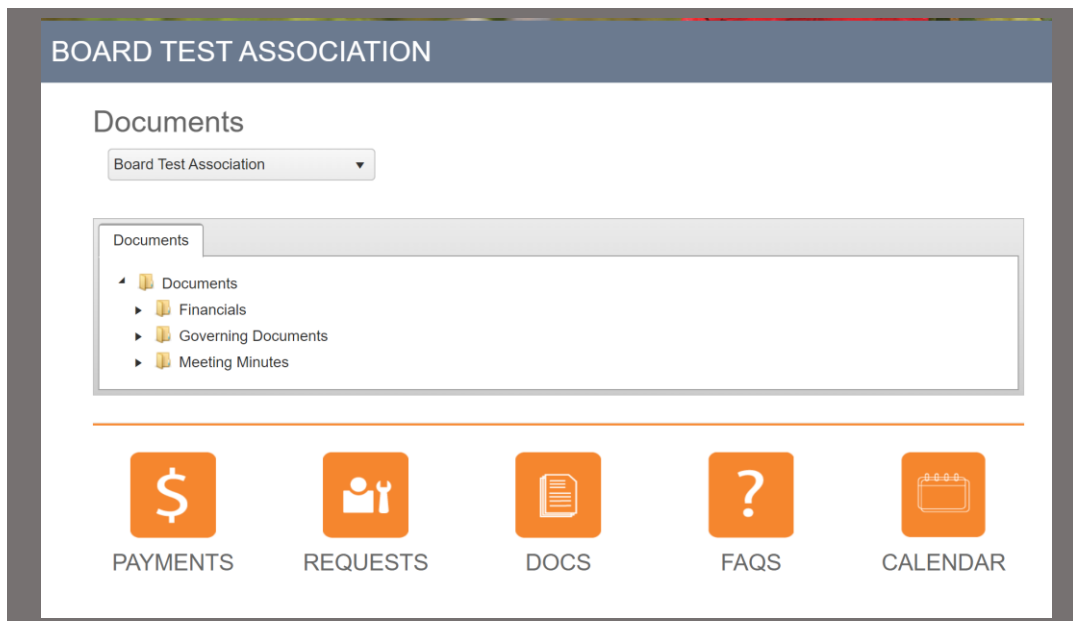 BOARD TEST ASSOCIATION
Documents
Board Test Association
Documents
Documents
Financials
Governing Documents
Meeting Minutes
$ ?
PAYMENTS REQUESTS DOCS FAQS CALENDAR